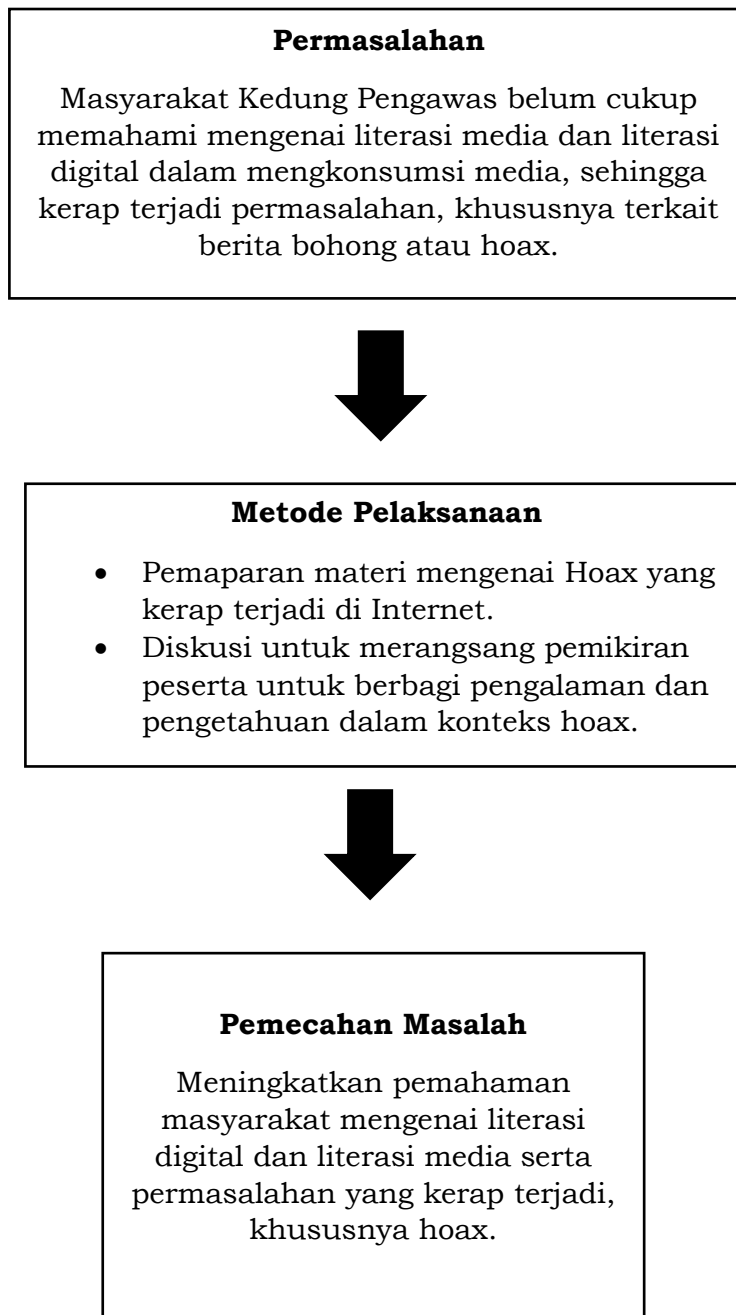 Permasalahan
Masyarakat Kedung Pengawas belum cukup
memahami mengenai literasi media dan literasi
digital dalam mengkonsumsi media, sehingga
kerap terjadi permasalahan, khususnya terkait
berita bohong atau hoax.
Metode Pelaksanaan
• Pemaparan materi mengenai Hoax yang
kerap terjadi di Internet.
• Diskusi untuk merangsang pemikiran
peserta untuk berbagi pengalaman dan
pengetahuan dalam konteks hoax.
Pemecahan Masalah
Meningkatkan pemahaman
masyarakat mengenai literasi
digital dan literasi media serta
permasalahan yang kerap terjadi,
khususnya hoax.